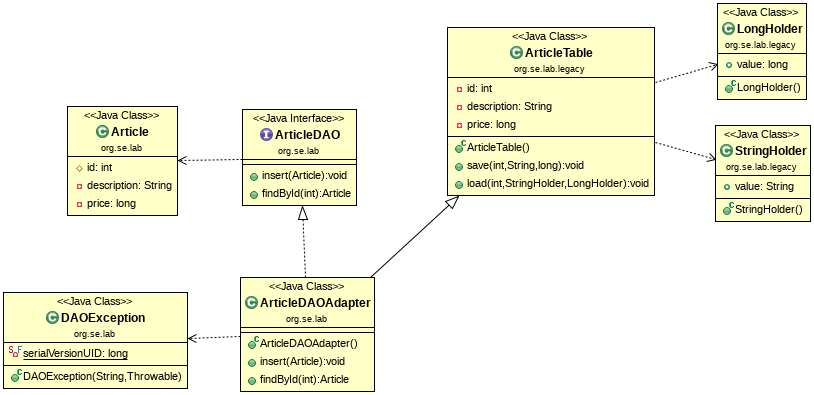 <<Java Class>>
LongHolder
org.se.lab.legacy
value: long
LongHolder()
<<Java Class>>
ArticleTable
org.se.lab.legacy
id: int
description: String
price: long
ArticleTable()
save(int,String,long):void
load(int,StringHolder,LongHolder):void
<<Java Class>>
StringHolder
org.se.lab.legacy
value: String
StringHolder()
<<Java Class>>
Article
org.se.lab
id: int
description: String
price: long
<<Java Interface>>
ArticleDAO
org.se.lab
insert(Article):void
findById(int):Article
<<Java Class>>
ArticleDAOAdapter
org.se.lab
ArticleDAOAdapter()
insert(Article):void
findById(int):Article
<<Java Class>>
DAOException
org.se.lab
serialVersionUID: long
DAOException(String,Throwable)